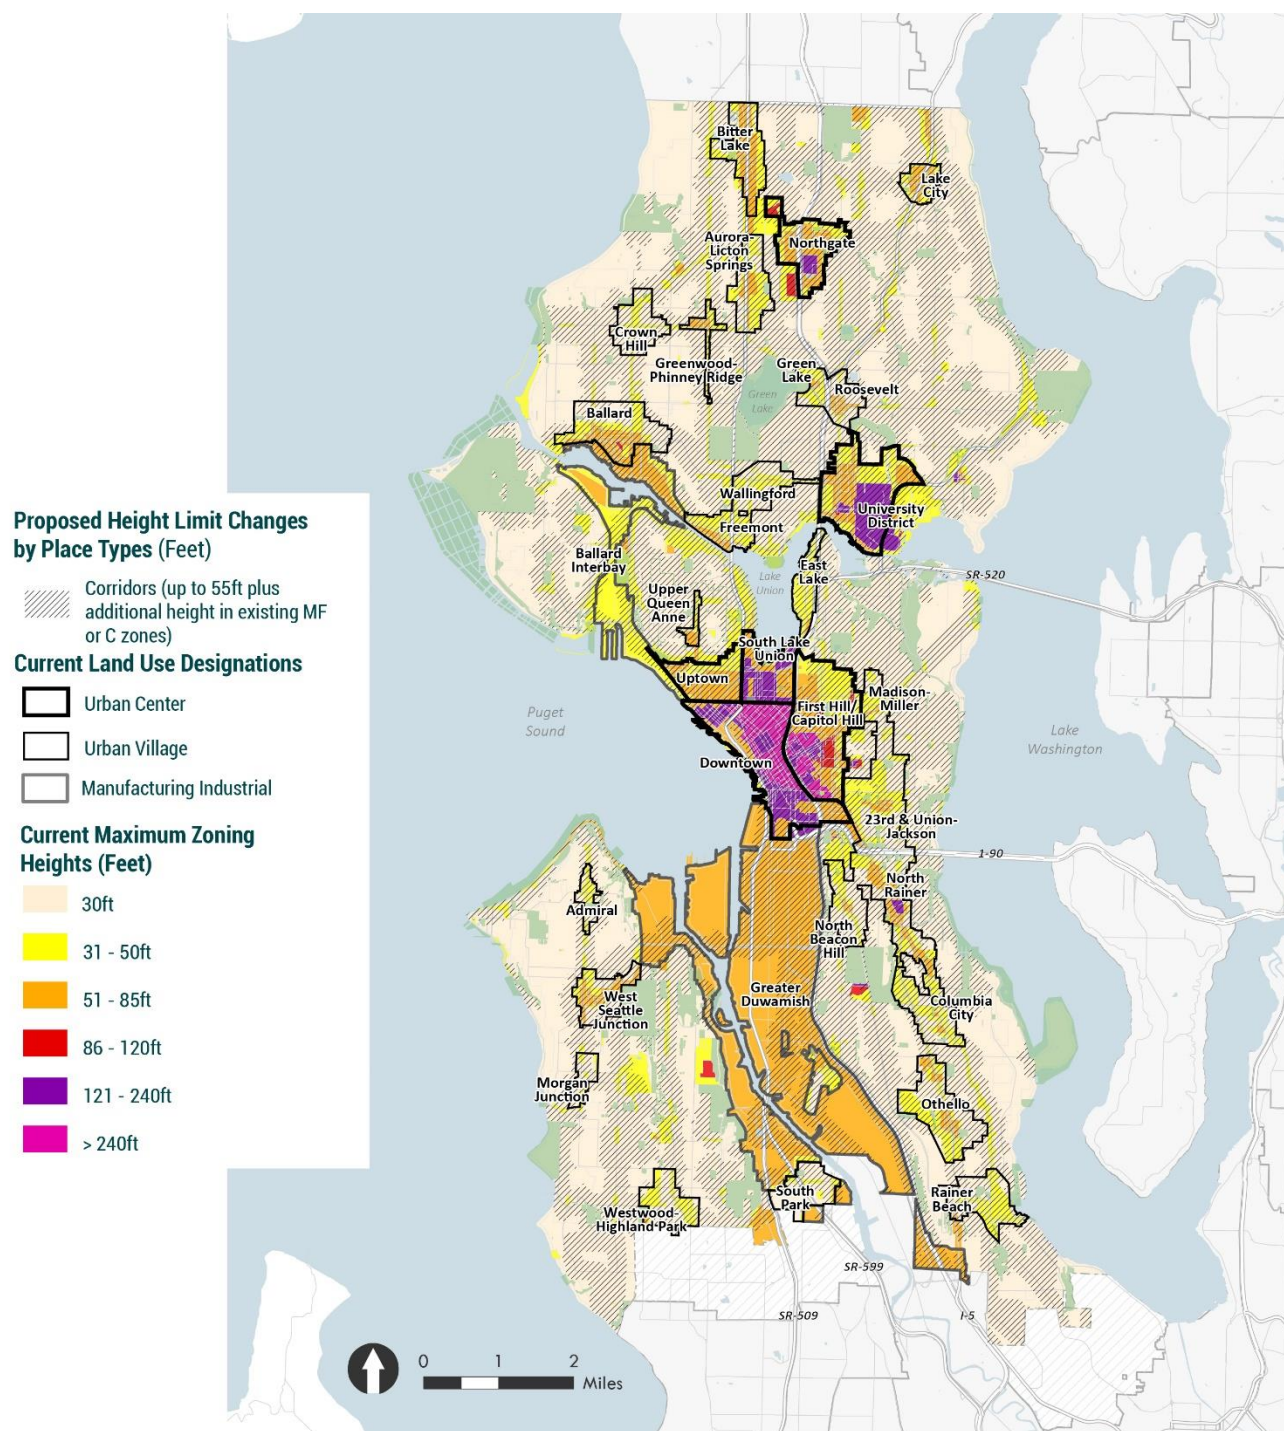 Bitter
Lake
Lake
City
Aurora-
Licton
Springs
Northgate
Crown
Hill
Greenwood-
Phinney Ridge
Green
Lake
Roosevelt
Green
Lake
Ballard
Wallingford
Freemont
University
District
Ballard
Interbay
East
Lake
SR-520
Lake
Union
Upper
Queen
Anne
South Lake
Union
Uptown
Madison-
Miller
First Hill/
Capitol Hill
Puget
Sound
Lake
Washington
Downtown
23rd & Union-
Jackson
1-90
North
Rainer
Admiral
North
Beacon
Hill
West
Seattle
Junction
Greater
Duwamish
Columbia
City
Morgan
Junction
Othello
South
Park
Rainer
Beach
Westwood-
Highland Park
SR-599
SR-509
I-5
Proposed Height Limit Changes
by Place Types (Feet)
Corridors (up to 55ft plus
additional height in existing MF
or C zones)
Current Land Use Designations
Urban Center
Urban Village
Manufacturing Industrial
Current Maximum Zoning
Heights (Feet)
30ft
31 - 50ft
51 - 85ft
86 - 120ft
121 - 240ft
> 240ft
0 1 2
Miles